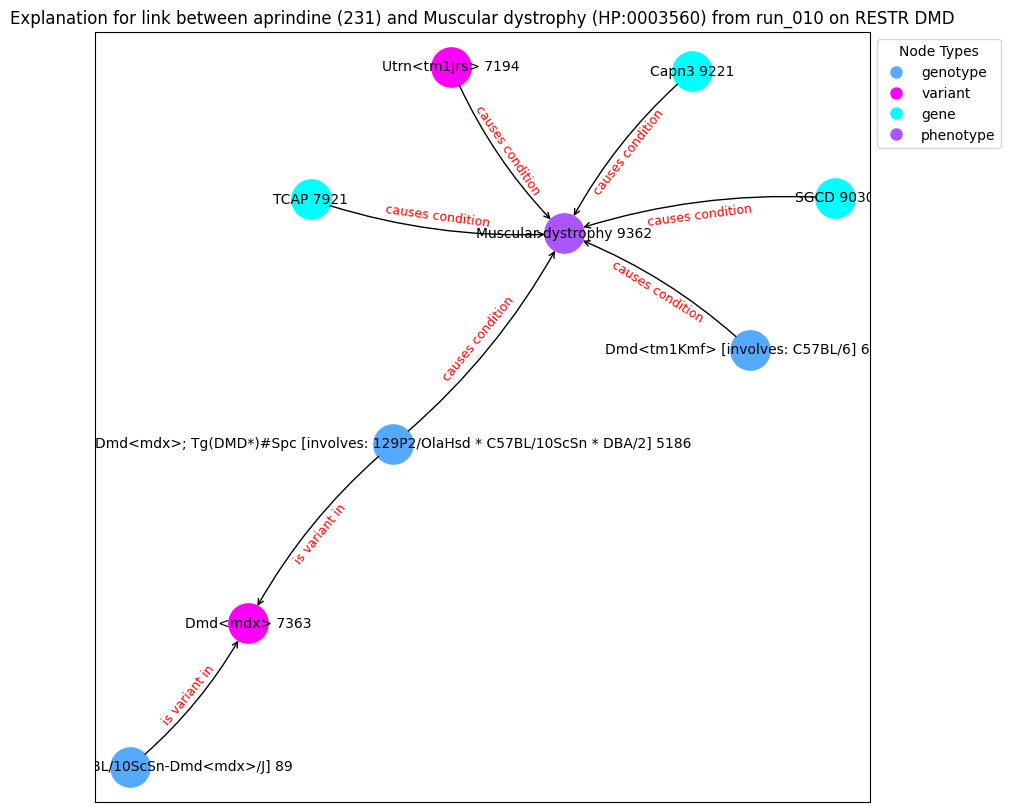 Explanation for link between aprindine (231) and Muscular dystrophy (HP:0003560) from run_010 on RESTR DMD
Node Types
genotype
variant
gene
phenotype
Utrn<tm1Jrs> 7194
Capn3 9221
causes condition
causes condition
TCAP 7921
SGCD 9030
causes condition
causes condition
Muscular dystrophy 9362
causes condition
Dmd<tm1Kmf> [involves: C57BL/6] 6
causes condition
Dmd<mdx>; Tg(DMD*)#Spc [involves: 129P2/OlaHsd * C57BL/10ScSn * DBA/2] 5186
is variant in
Dmd<mdx> 7363
is variant in
BL/10ScSn-Dmd<mdx>/J] 89